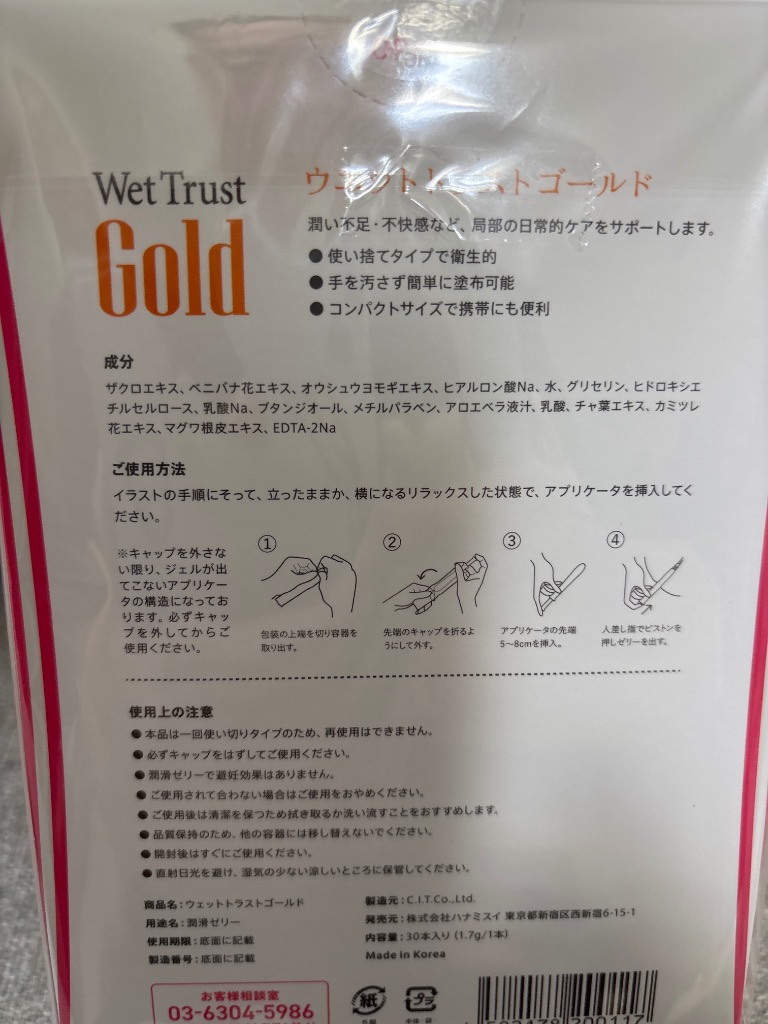 Wet Trust
Gold
ウェットトラストゴールド
潤い不足・不快感など、局部の日常的ケアをサポートします。
● 使い捨てタイプで衛生的
● 手を汚さず簡単に塗布可能
● コンパクトサイズで携帯にも便利
成分
ザクロエキス、ベニバナ花エキス、オウシュウヨモギエキス、ヒアルロン酸Na、水、グリセリン、ヒドロキシエ
チルセルロース、乳酸Na、ブタンジオール、メチルパラベン、アロエベラ液汁、乳酸、チャ葉エキス、カミツレ
花エキス、マグワ根皮エキス、EDTA-2Na
ご使用方法
イラストの手順にそって、立ったままか、横になるリラックスした状態で、アプリケータを挿入してく
ださい。
※キャップを外さな
い限り、ジェルが出
てこないアプリケー
タの構造になってお
ります。必ずキャッ
プを外してからご
使用ください。
①
包装の上端を切り容器を
取り出す。
②
先端のキャップを折るよ
うにして外す。
③
アプリケータの先端
5〜8cmを挿入。
④
人差し指でピストンを
押しゼリーを出す。
使用上の注意
● 本品は一回使い切りタイプのため、再使用はできません。
● 必ずキャップをはずしてご使用ください。
● 潤滑ゼリーで避妊効果はありません。
● ご使用されて合わない場合はご使用をおやめください。
● ご使用後は清潔を保つため拭き取るか洗い流すことをおすすめします。
● 品質保持のため、他の容器には移し替えないでください。
● 開封後はすぐにご使用ください。
● 直射日光を避け、湿気の少ない涼しいところに保管してください。
商品名：ウェットトラストゴールド
用途名：潤滑ゼリー
使用期限：底面に記載
製造番号：底面に記載
製造元：C.I.T.Co.,Ltd.
発売元：株式会社ハナミスイ 東京都新宿区西新宿6-15-1
内容量：30本入り（1.7g/1本）
Made in Korea
お客様相談室
03-6304-5986
紙
プラ